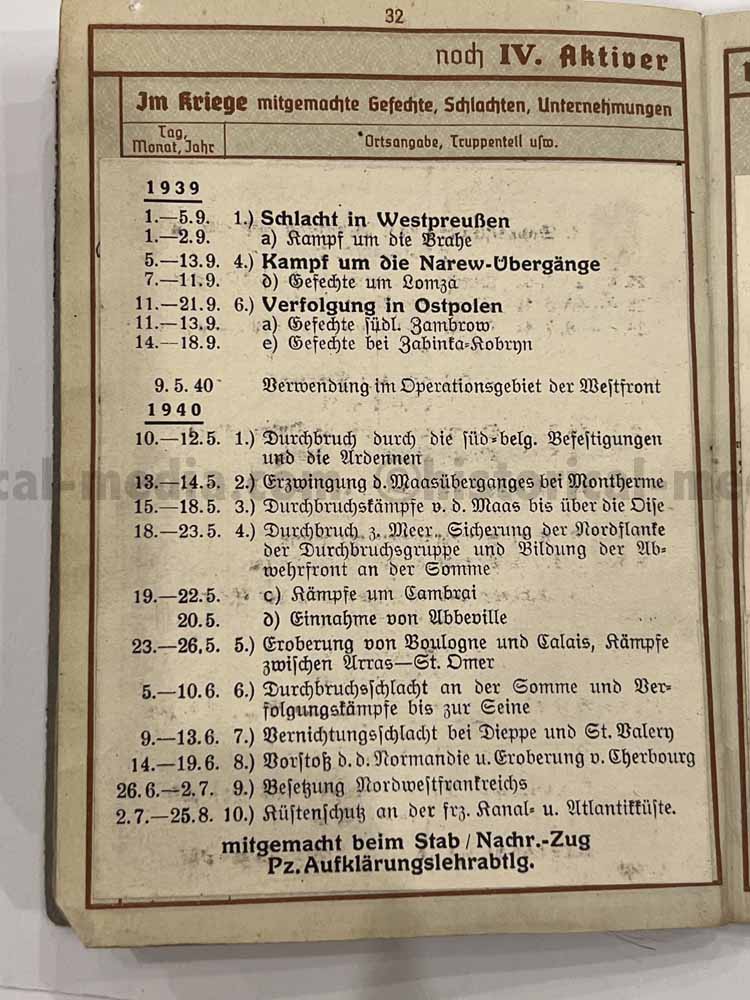 32
noch IV. Aktiver
Im Kriege mitgemachte Gefechte, Schlachten, Unternehmungen
Tag, Monat, Jahr
Ortsangabe, Truppenteil usw.
1939
1.—5.9. 1.) Schlacht in Westpreußen
1.—2.9. a) Kampf um die Brahe
5.—13.9. 4.) Kampf um die Narew-Übergänge
7.—11.9. d) Gefechte um Lomza
11.—21.9. 6.) Verfolgung in Ostpolen
11.—13.9. a) Gefechte südl. Zambrow
14.—18.9. e) Gefechte bei Zabinka-Kobryn
9.5.40 Verwendung im Operationsgebiet der Westfront
1940
10.—12.5. 1.) Durchbruch durch die süd-belg. Befestigungen
und die Ardennen
13.—14.5. 2.) Erzwingung d. Maasüberganges bei Montherme
15.—18.5. 3.) Durchbruchskämpfe v. d. Maas bis über die Oise
18.—23.5. 4.) Durchbruch z. Meer. Sicherung der Nordflanke
der Durchbruchsgruppe und Bildung der Ab-
wehrfront an der Somme
19.—22.5. c) Kämpfe um Cambrai
20.5. d) Einnahme von Abbeville
23.—26.5. 5.) Eroberung von Boulogne und Calais, Kämpfe
zwischen Arras—St. Omer
5.—10.6. 6.) Durchbruchsschlacht an der Somme und Ver-
folgungskämpfe bis zur Seine
9.—13.6. 7.) Vernichtungsschlacht bei Dieppe und St. Valery
14.—19.6. 8.) Vorstoß d. d. Normandie u. Eroberung v. Cherbourg
26.6.—2.7. 9.) Besetzung Nordwestfrankreichs
2.7.—25.8. 10.) Küstenschutz an der frz. Kanal- u. Atlantikküste.
mitgemacht beim Stab / Nachr.-Zug
Pz. Aufklärungslehrabtlg.